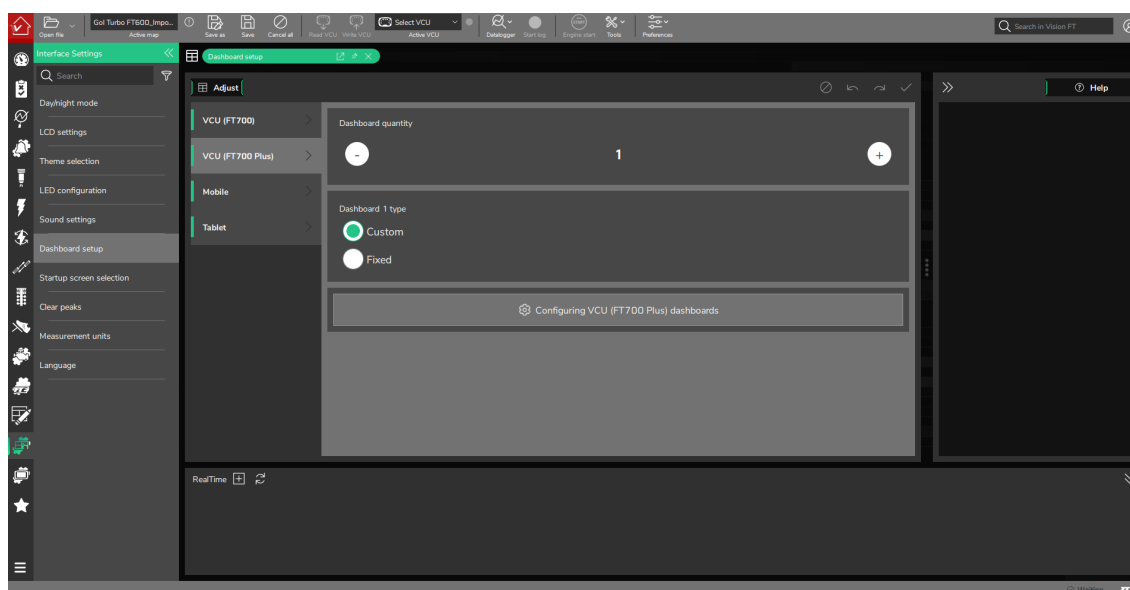 Gol Turbo FT600_Impo...
Select VCU
Open file
Active map
Save as
Save
Cancel all
Read VCU
Write VCU
Active VCU
Datalogger
Start log
START
Engine start
Tools
Preferences
Search in Vision FT
Interface Settings
Dashboard setup
Search
Adjust
Help
Day/night mode
LCD settings
Theme selection
LED configuration
Sound settings
Dashboard setup
Startup screen selection
Clear peaks
Measurement units
Language
VCU (FT700)
VCU (FT700 Plus)
Mobile
Tablet
Dashboard quantity
-
1
+
Dashboard 1 type
Custom
Fixed
Configuring VCU (FT700 Plus) dashboards
RealTime